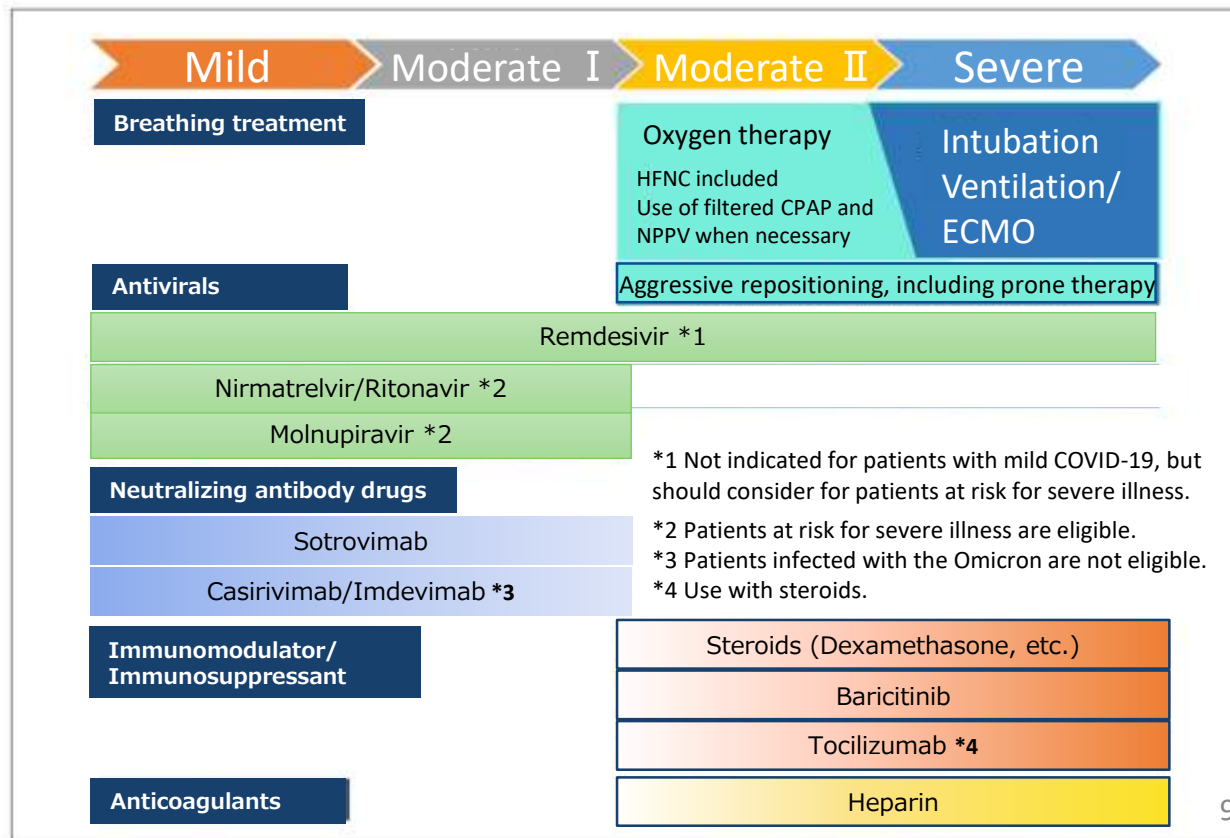 Mild
Moderate Ⅰ
Moderate Ⅱ
Severe
Breathing treatment
Oxygen therapy
HFNC included
Use of filtered CPAP and
NPPV when necessary
Intubation
Ventilation/
ECMO
Antivirals
Aggressive repositioning, including prone therapy
Remdesivir *1
Nirmatrelvir/Ritonavir *2
Molnupiravir *2
*1 Not indicated for patients with mild COVID-19, but
should consider for patients at risk for severe illness.
*2 Patients at risk for severe illness are eligible.
*3 Patients infected with the Omicron are not eligible.
*4 Use with steroids.
Neutralizing antibody drugs
Sotrovimab
Casirivimab/Imdevimab *3
Immunomodulator/
Immunosuppressant
Steroids (Dexamethasone, etc.)
Baricitinib
Tocilizumab *4
Anticoagulants
Heparin
9